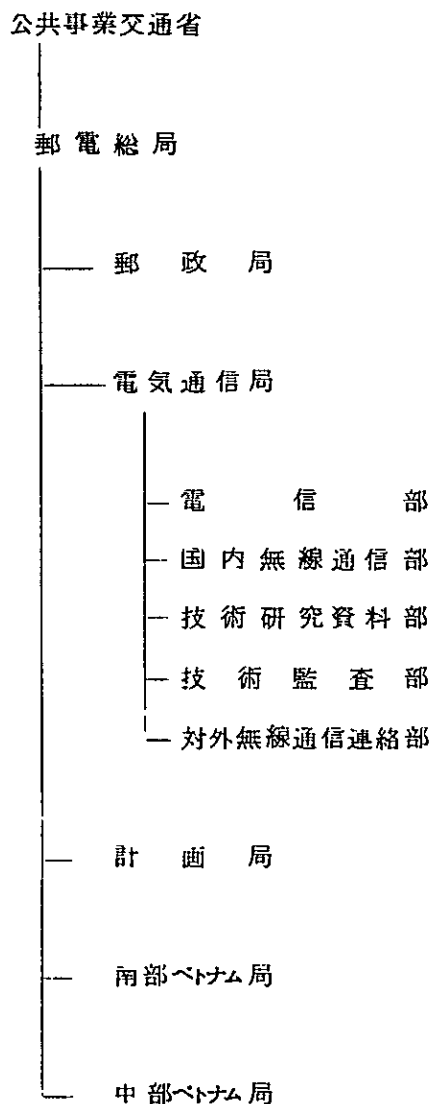 公共事業交通省
郵電総局
郵政局
電気通信局
電信部
国内無線通信部
技術研究資料部
技術監査部
対外無線通信連絡部
計画局
南部ベトナム局
中部ベトナム局